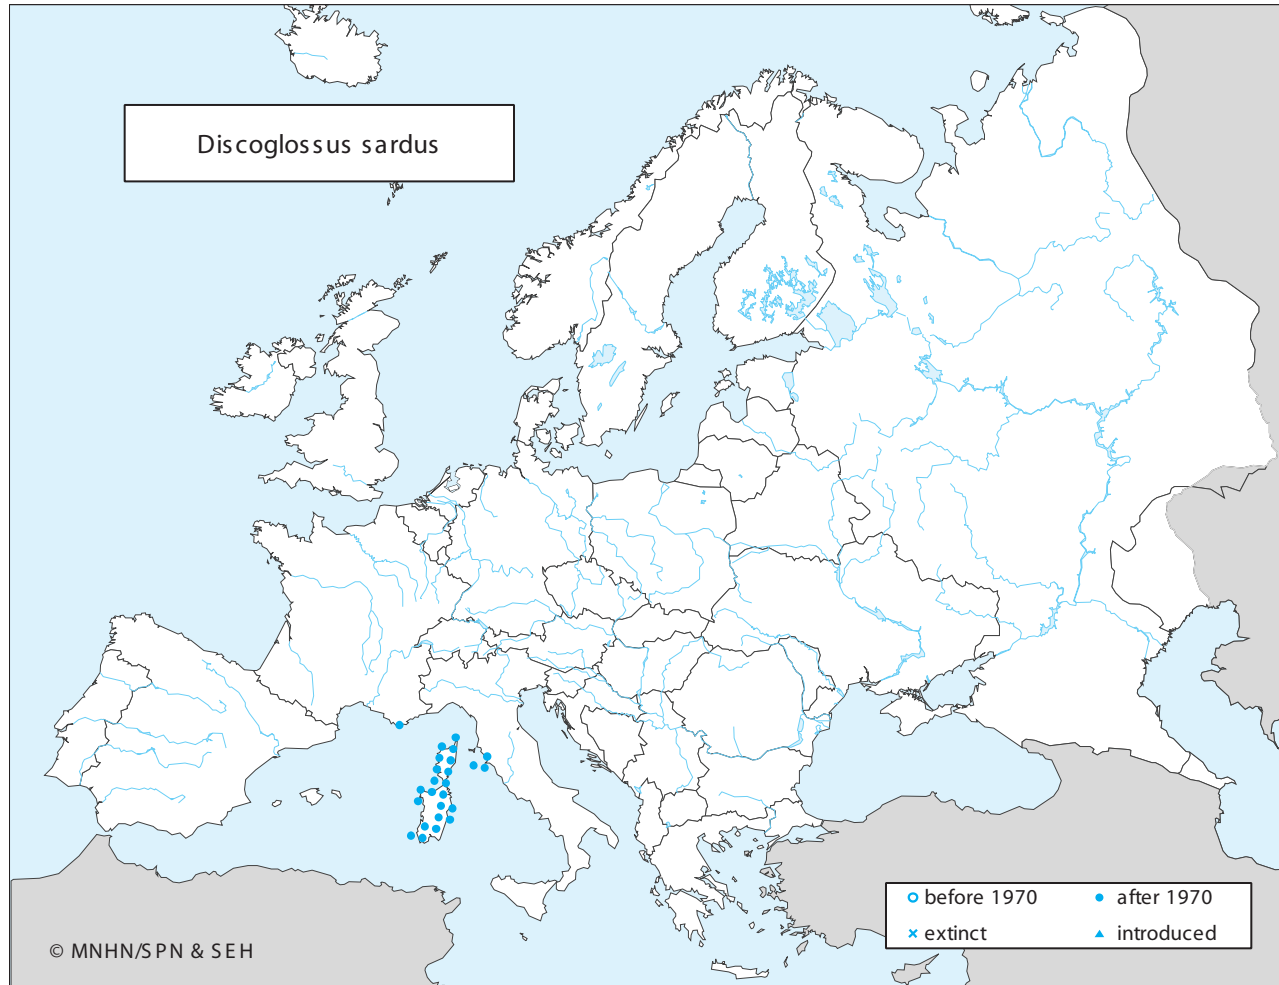 Discoglossus sardus
before 1970
after 1970
extinct
introduced
© MNHN/SPN & SEH